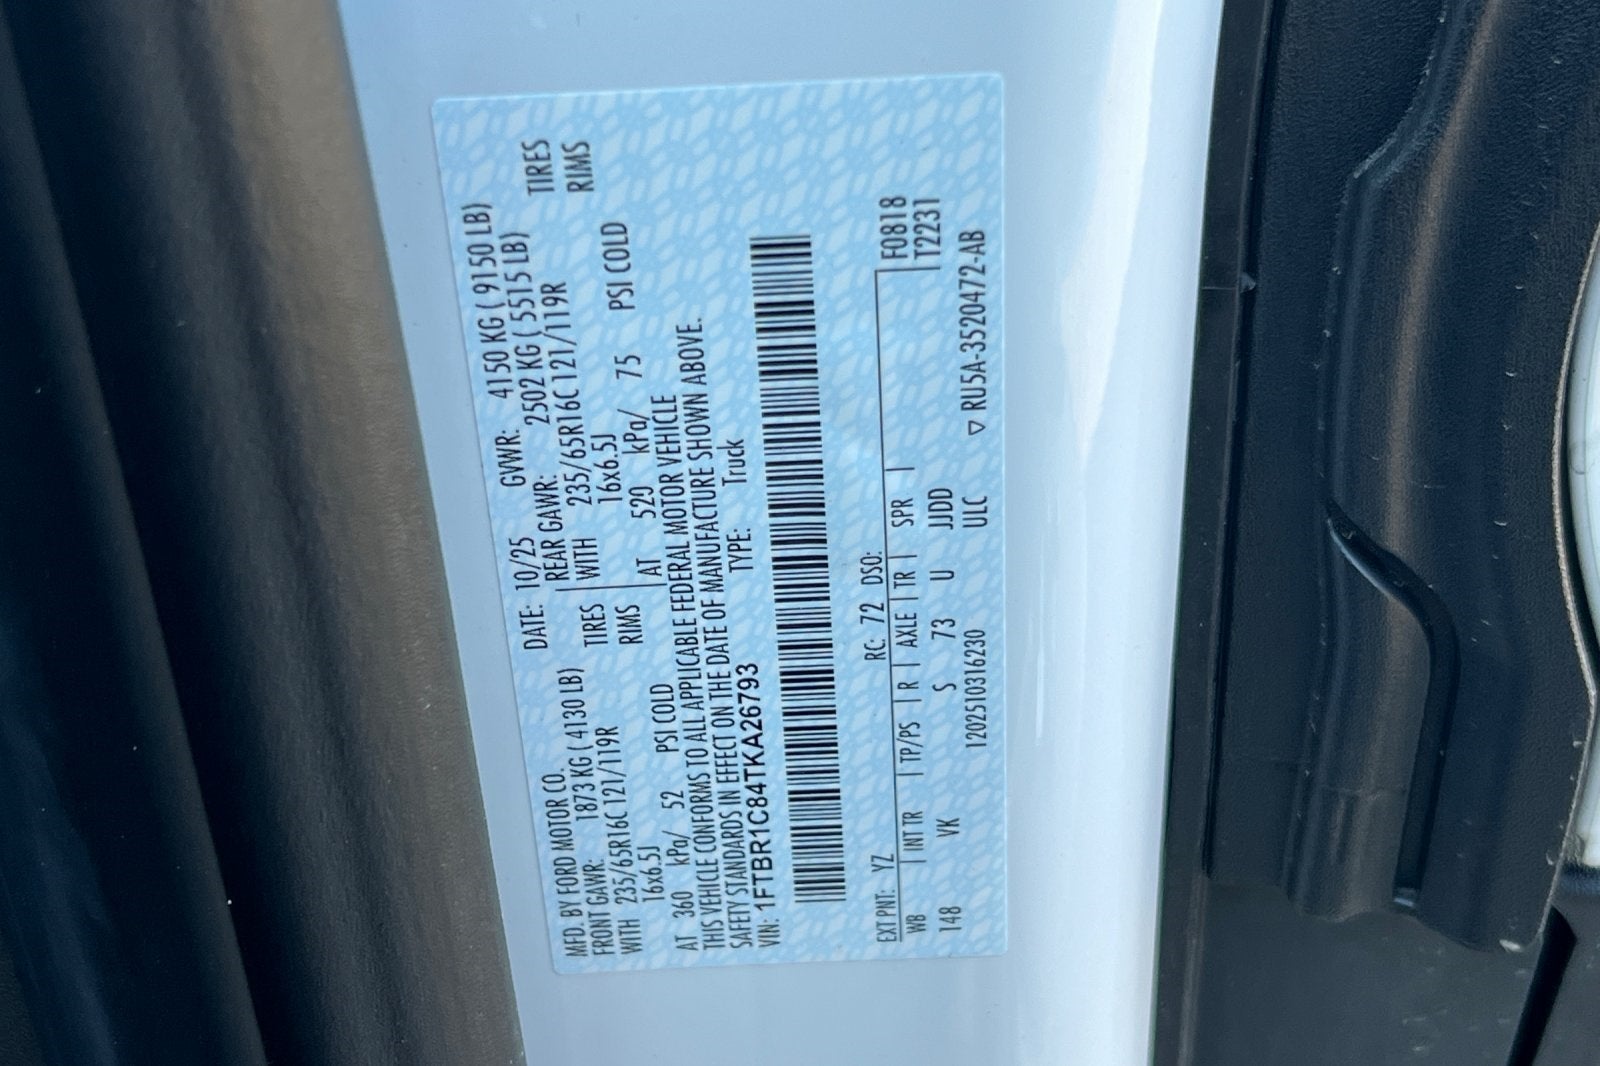 MFD. BY FORD MOTOR CO.
DATE: 10/25 GVWR: 4150 KG ( 9150 LB)
FRONT GAWR: 1873 KG ( 4130 LB) REAR GAWR: 2502 KG ( 5515 LB)
WITH 235/65R16C 121/119R TIRES WITH 235/65R16C 121/119R TIRES
16x6.5J RIMS 16x6.5J RIMS
AT 360 kPa/ 52 PSI COLD AT 520 kPa/ 75 PSI COLD
THIS VEHICLE CONFORMS TO ALL APPLICABLE FEDERAL MOTOR VEHICLE
SAFETY STANDARDS IN EFFECT ON THE DATE OF MANUFACTURE SHOWN ABOVE.
VIN: 1FTBR1C84TKA26793 TYPE: Truck
EXT PNT: YZ RC: 72 DSO: F0818
WB | INT TR | TP/PS | R | AXLE | TR | SPR | T2231
148 VK S 73 U JJDD
1202510316230 ULC ▽ RU5A-3520472-AB